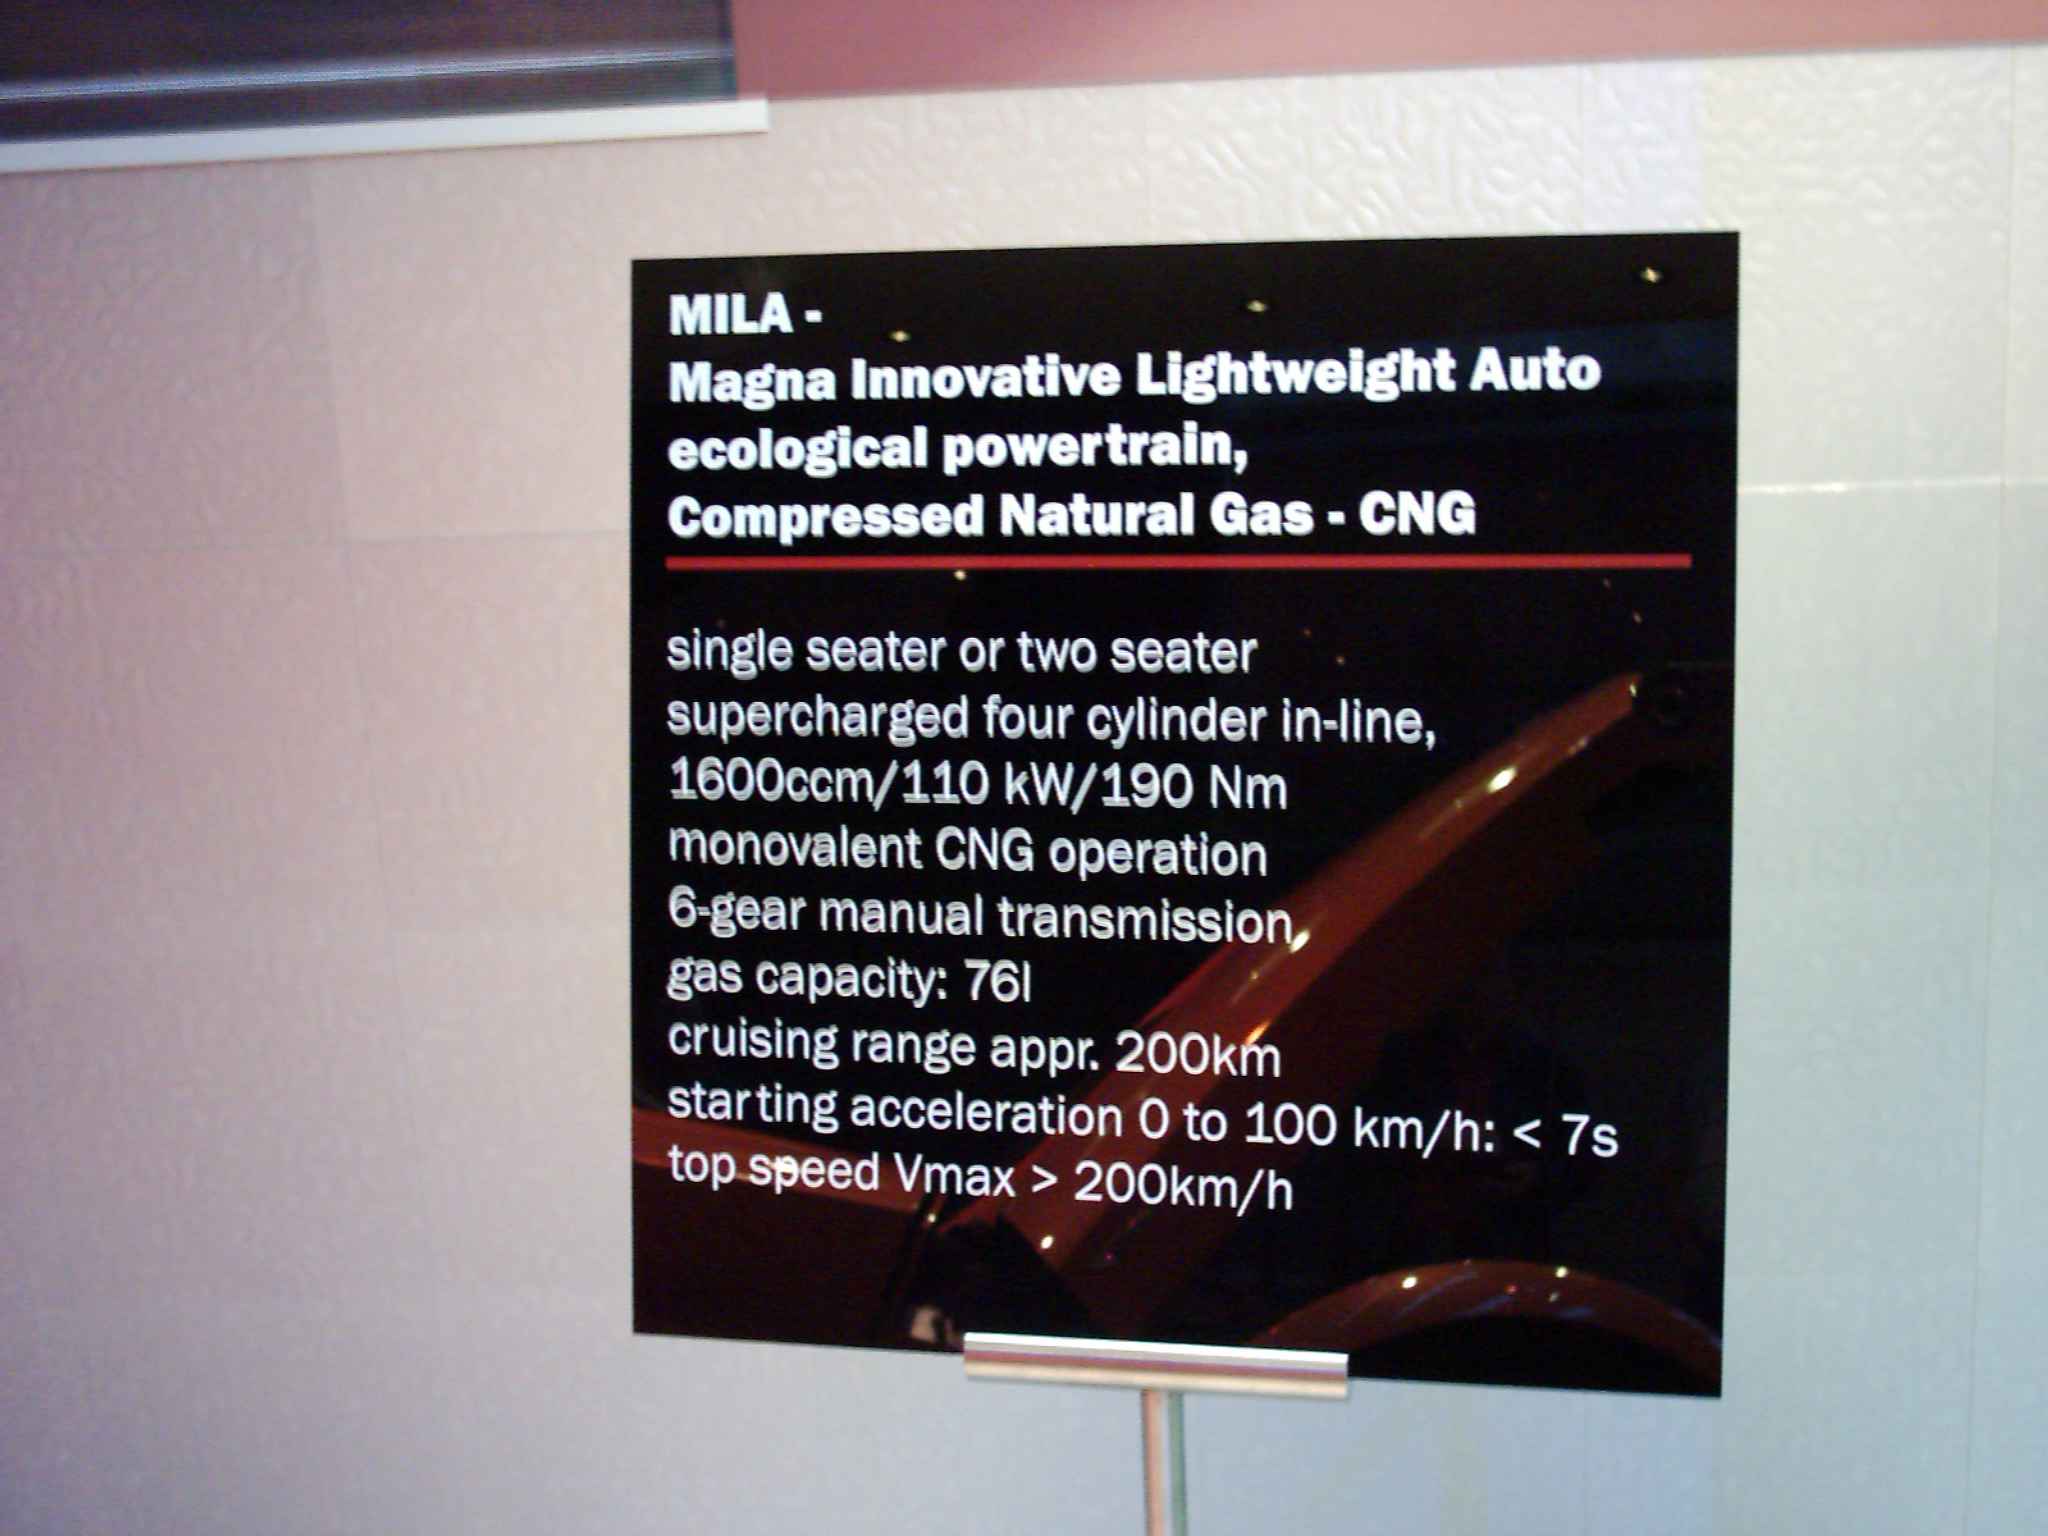 MILA -
Magna Innovative Lightweight Auto
ecological powertrain,
Compressed Natural Gas - CNG
single seater or two seater
supercharged four cylinder in-line,
1600ccm/110 kW/190 Nm
monovalent CNG operation
6-gear manual transmission
gas capacity: 76l
cruising range appr. 200km
starting acceleration 0 to 100 km/h: < 7s
top speed Vmax > 200km/h